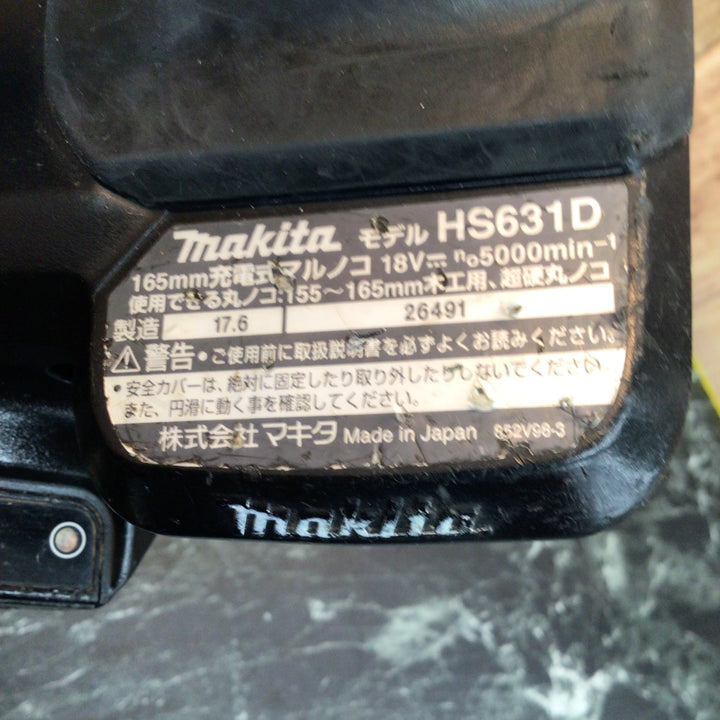 makita モデル HS631D
165mm充電式マルノコ 18V⎓ n₀5000min⁻¹
使用できる丸ノコ:155～165mm木工用、超硬丸ノコ
製造 17.6 26491
⚠警告・ご使用前に取扱説明書を必ずよくお読みください。
・安全カバーは、絶対に固定したり取り外したりしないでください。
また、円滑に動く事を確認してください。
株式会社マキタ Made in Japan 852V98-3
makita